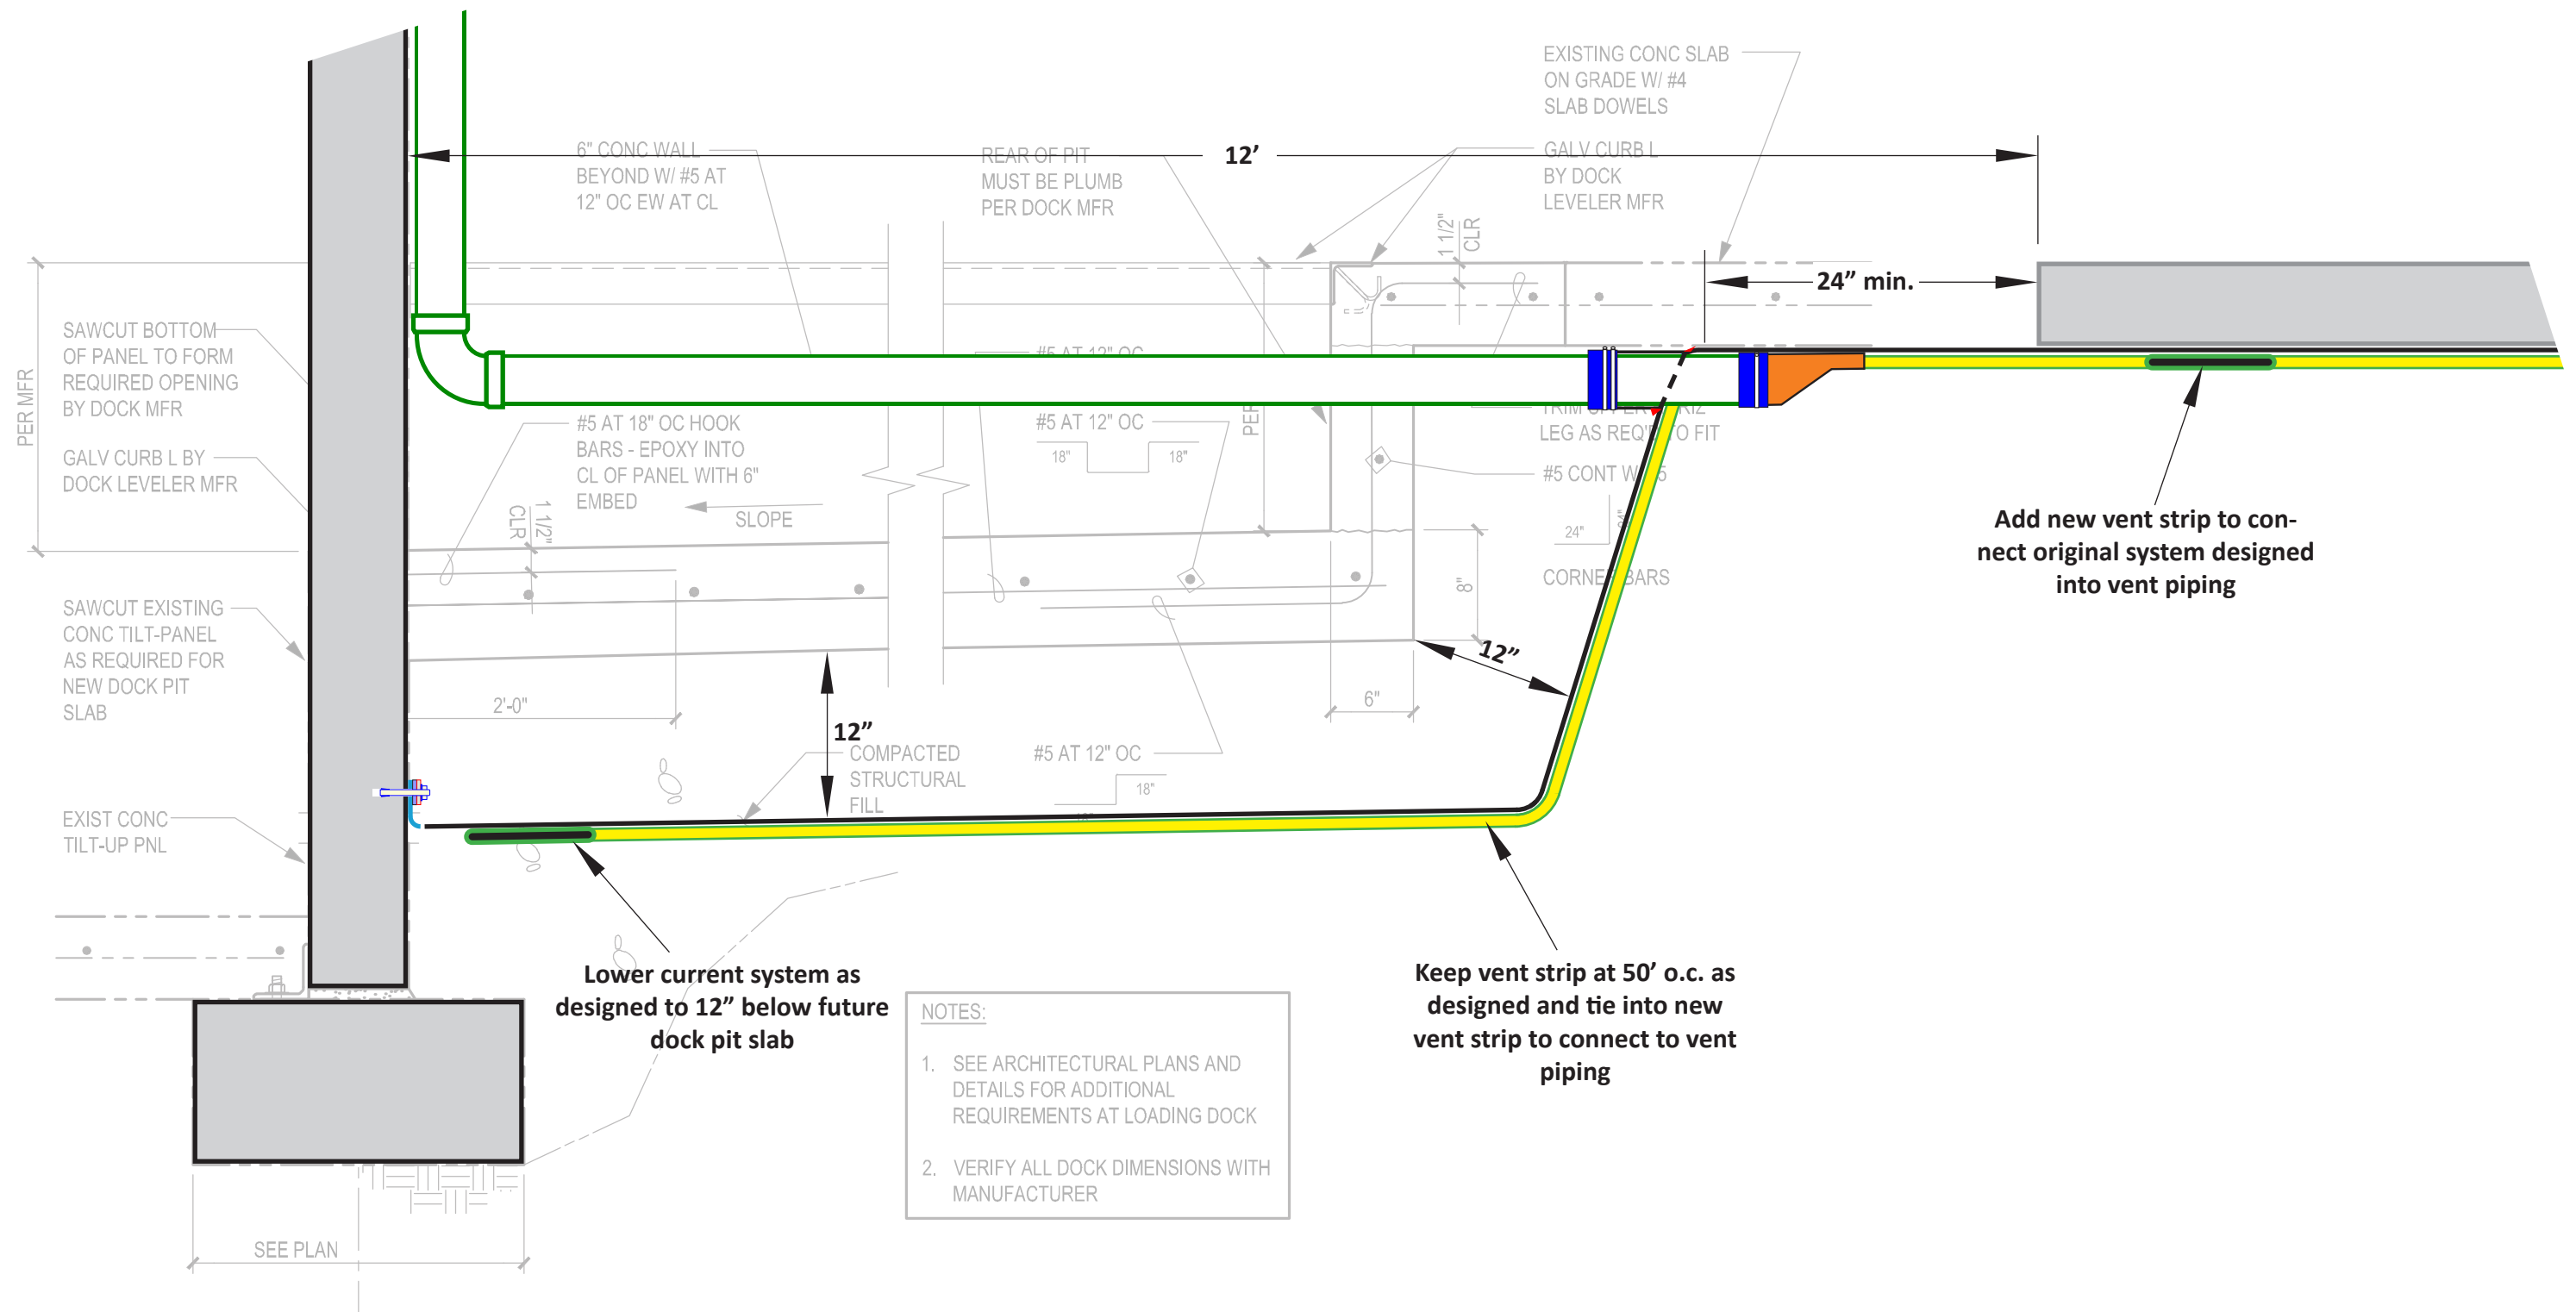 EXISTING CONC SLAB
ON GRADE W/ #4
SLAB DOWELS
6" CONC WALL
BEYOND W/ #5 AT
12" OC EW AT CL
REAR OF PIT
MUST BE PLUMB
PER DOCK MFR
12’
GALV CURB L
BY DOCK
LEVELER MFR
1 1/2"
CLR
24” min.
PER MFR
SAWCUT BOTTOM
OF PANEL TO FORM
REQUIRED OPENING
BY DOCK MFR
GALV CURB L BY
DOCK LEVELER MFR
#5 AT 12" OC
#5 AT 18" OC HOOK
BARS - EPOXY INTO
CL OF PANEL WITH 6"
EMBED
SLOPE
1 1/2"
CLR
#5 AT 12" OC
18"
18"
PER
TRIM
LEG AS REQ'D TO FIT
#5 CONT W
24"
24"
CORNER BARS
8"
Add new vent strip to con-
nect original system designed
into vent piping
SAWCUT EXISTING
CONC TILT-PANEL
AS REQUIRED FOR
NEW DOCK PIT
SLAB
2'-0"
12”
12”
6"
COMPACTED
STRUCTURAL
FILL
#5 AT 12" OC
18"
EXIST CONC
TILT-UP PNL
Lower current system as
designed to 12” below future
dock pit slab
Keep vent strip at 50’ o.c. as
designed and tie into new
vent strip to connect to vent
piping
NOTES:
1. SEE ARCHITECTURAL PLANS AND
DETAILS FOR ADDITIONAL
REQUIREMENTS AT LOADING DOCK
2. VERIFY ALL DOCK DIMENSIONS WITH
MANUFACTURER
SEE PLAN